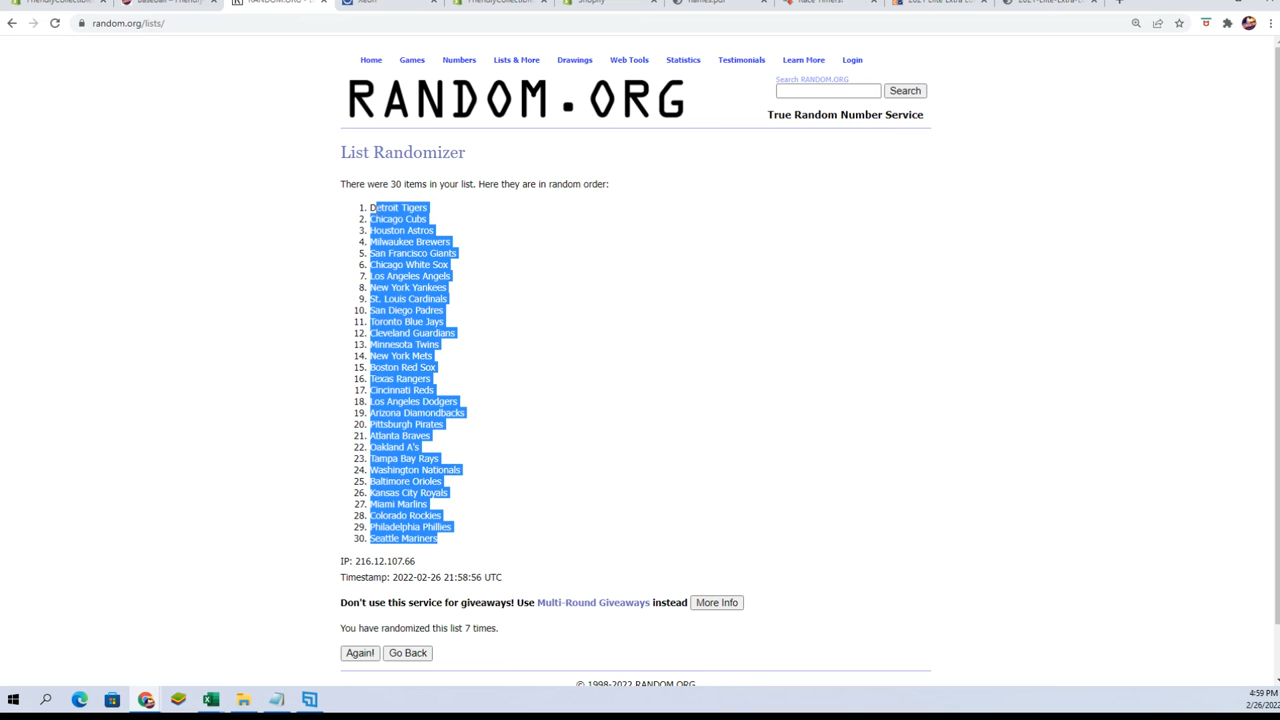 random.org/lists/
Home Games Numbers Lists & More Drawings Web Tools Statistics Testimonials Learn More Login
RANDOM.ORG
Search RANDOM.ORG
Search
True Random Number Service
List Randomizer
There were 30 items in your list. Here they are in random order:
1. Detroit Tigers
2. Chicago Cubs
3. Houston Astros
4. Milwaukee Brewers
5. San Francisco Giants
6. Chicago White Sox
7. Los Angeles Angels
8. New York Yankees
9. St. Louis Cardinals
10. San Diego Padres
11. Toronto Blue Jays
12. Cleveland Guardians
13. Minnesota Twins
14. New York Mets
15. Boston Red Sox
16. Texas Rangers
17. Cincinnati Reds
18. Los Angeles Dodgers
19. Arizona Diamondbacks
20. Pittsburgh Pirates
21. Atlanta Braves
22. Oakland A's
23. Tampa Bay Rays
24. Washington Nationals
25. Baltimore Orioles
26. Kansas City Royals
27. Miami Marlins
28. Colorado Rockies
29. Philadelphia Phillies
30. Seattle Mariners
IP: 216.12.107.66
Timestamp: 2022-02-26 21:58:56 UTC
Don't use this service for giveaways! Use Multi-Round Giveaways instead More Info
You have randomized this list 7 times.
Again! Go Back
© 1998-2022 RANDOM.ORG
4:59 PM
2/26/202